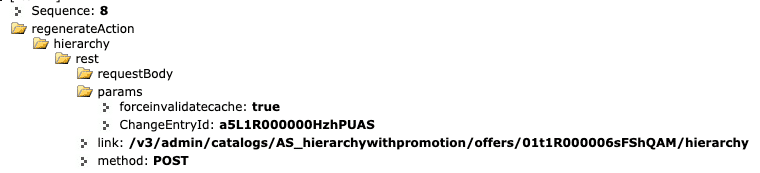 Sequence: 8
regenerateAction
hierarchy
rest
requestBody
params
forceinvalidatecache: true
ChangeEntryId: a5L1R000000HzhPUAS
link: /v3/admin/catalogs/AS_hierarchywithpromotion/offers/01t1R000006sFShQAM/hierarchy
method: POST